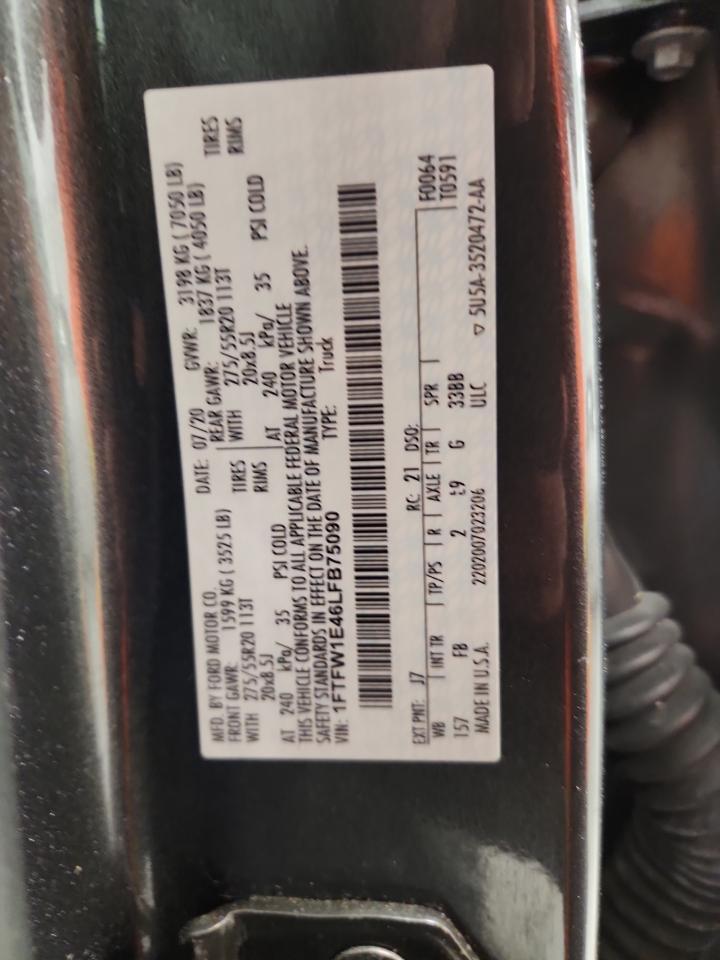 MFD. BY FORD MOTOR CO. DATE: 07/20 GVWR: 3198 KG ( 7050 LB)
FRONT GAWR: 1599 KG ( 3525 LB) REAR GAWR: 1837 KG ( 4050 LB)
WITH 275/55R20 113T TIRES WITH 275/55R20 113T TIRES
20x8.5J RIMS 20x8.5J RIMS
AT 240 kPa/ 35 PSI COLD AT 240 kPa/ 35 PSI COLD
THIS VEHICLE CONFORMS TO ALL APPLICABLE FEDERAL MOTOR VEHICLE
SAFETY STANDARDS IN EFFECT ON THE DATE OF MANUFACTURE SHOWN ABOVE.
VIN: 1FTFW1E46LFB75090 TYPE: Truck
EXT PNT: J7 RC: 21 DSO: F0064
WB INT TR TP/PS R AXLE TR SPR T0591
157 FB 2 L9 G 33BB
MADE IN U.S.A. 2202007023206 ULC ▽ 5U5A-3520472-AA